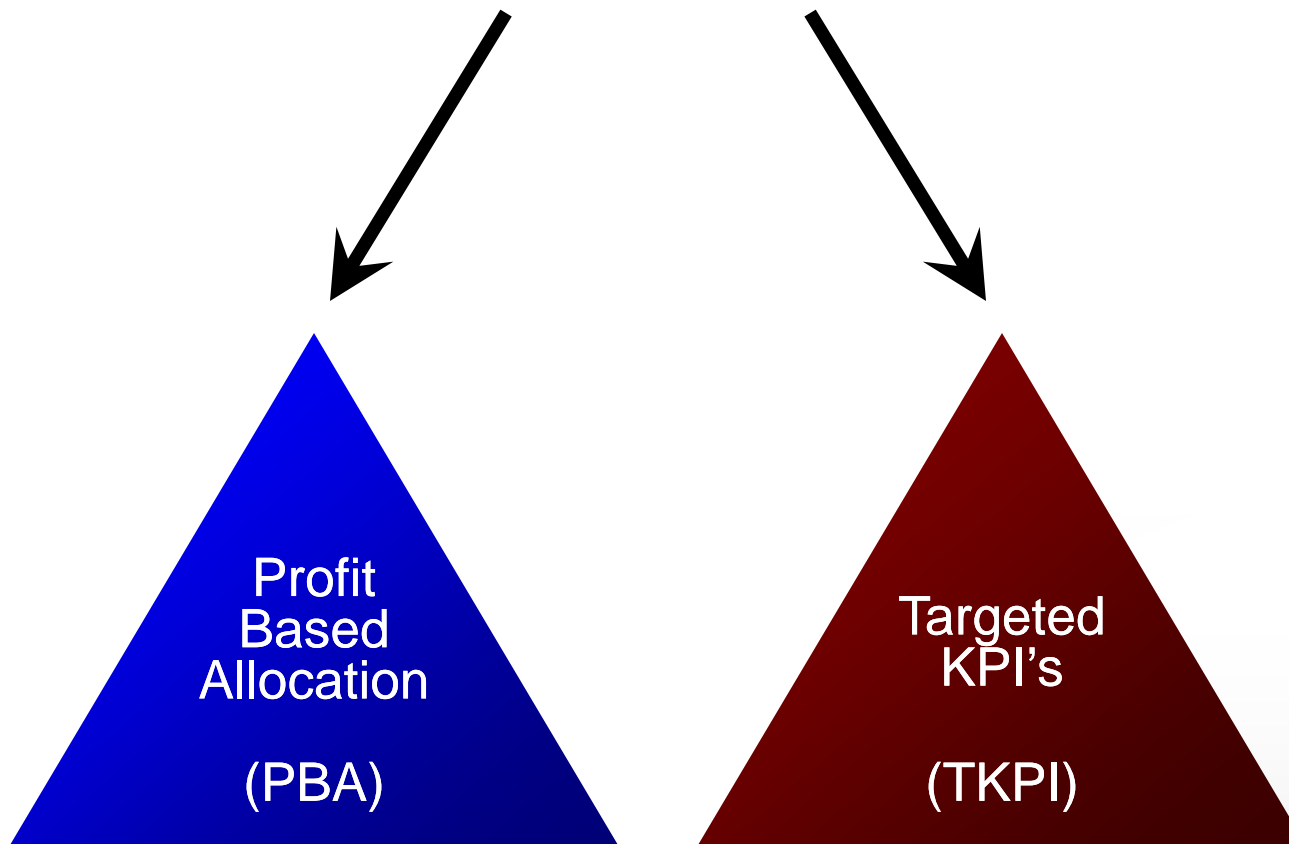 Profit
Based
Allocation
(PBA)
Targeted
KPI’s
(TKPI)